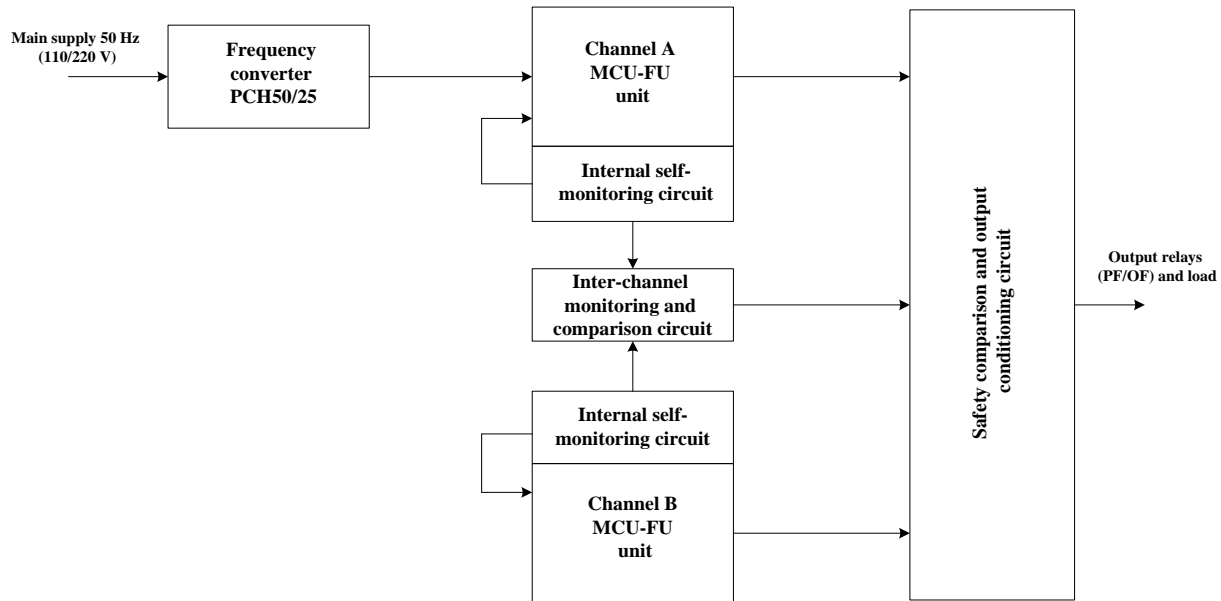 Main supply 50 Hz
(110/220 V)
Frequency
converter
PCH50/25
Channel A
MCU-FU
unit
Internal self-
monitoring circuit
Inter-channel
monitoring and
comparison circuit
Internal self-
monitoring circuit
Channel B
MCU-FU
unit
Safety comparison and output
conditioning circuit
Output relays
(PF/OF) and load